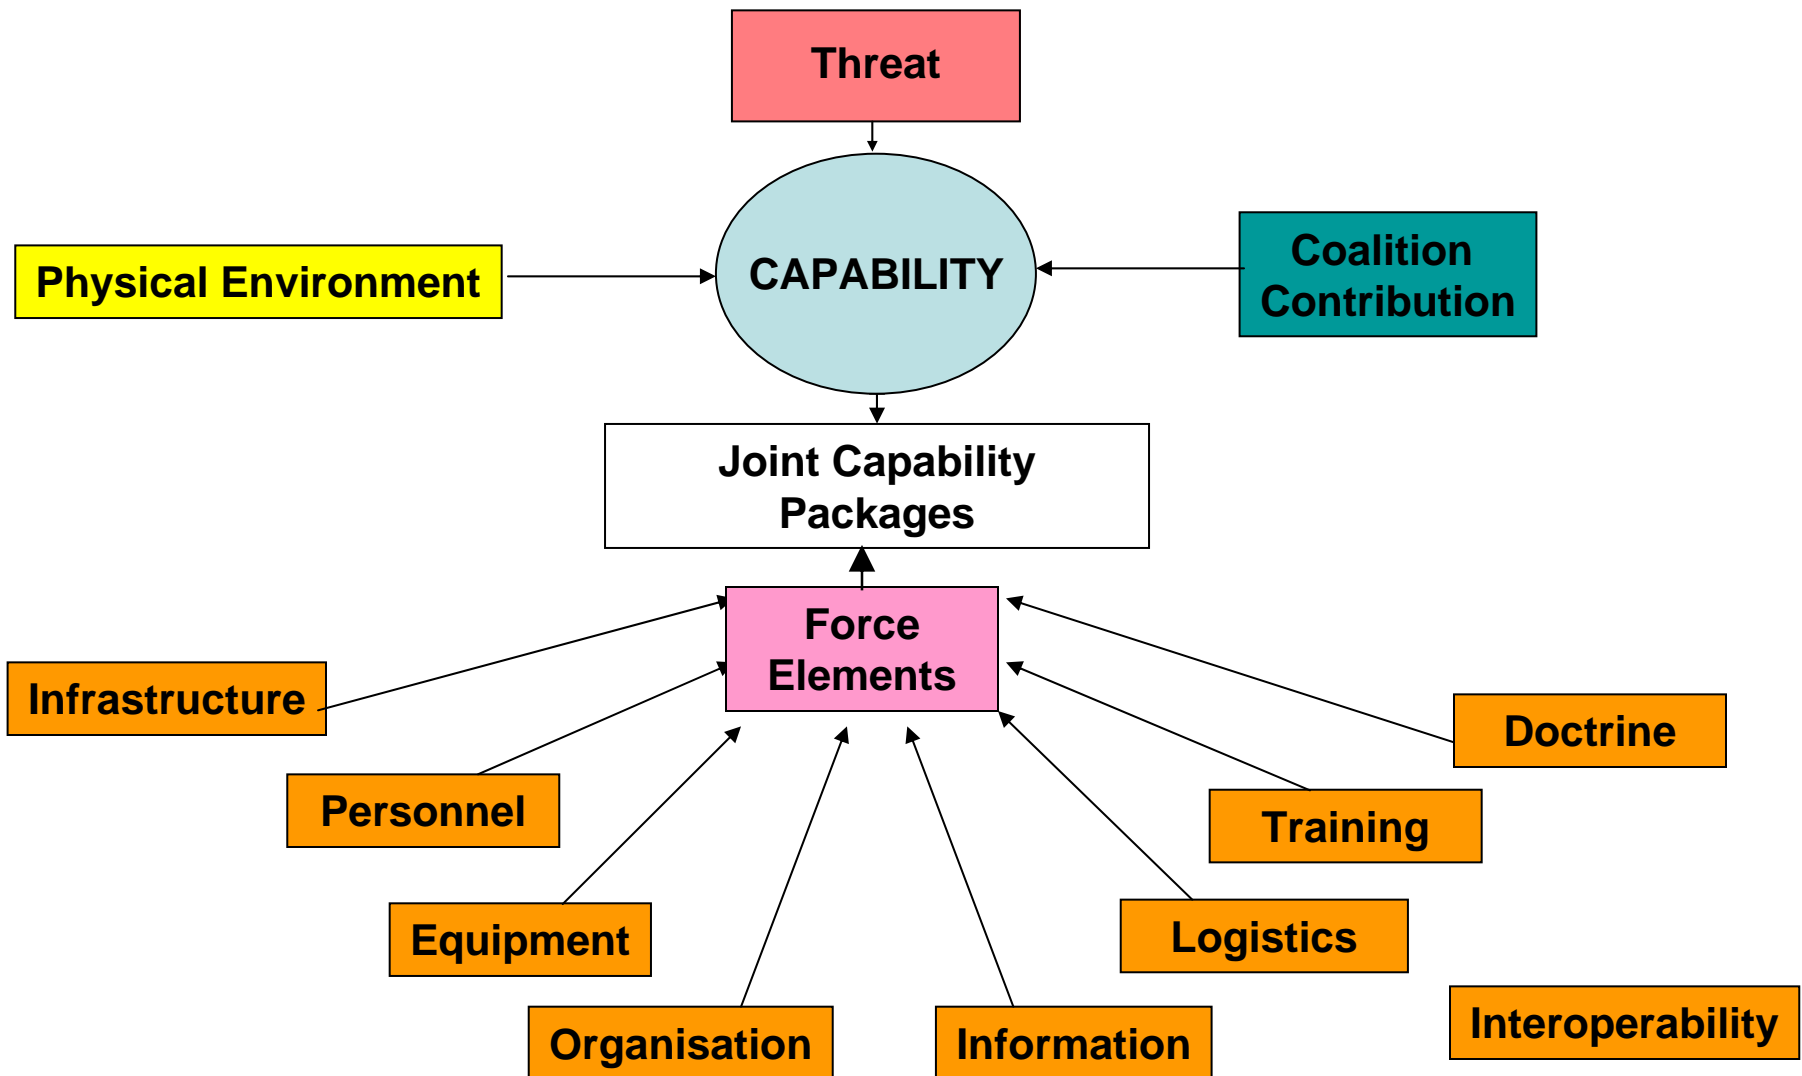 Threat
Physical Environment
CAPABILITY
Coalition
Contribution
Joint Capability
Packages
Force
Elements
Infrastructure
Doctrine
Personnel
Training
Equipment
Logistics
Organisation
Information
Interoperability